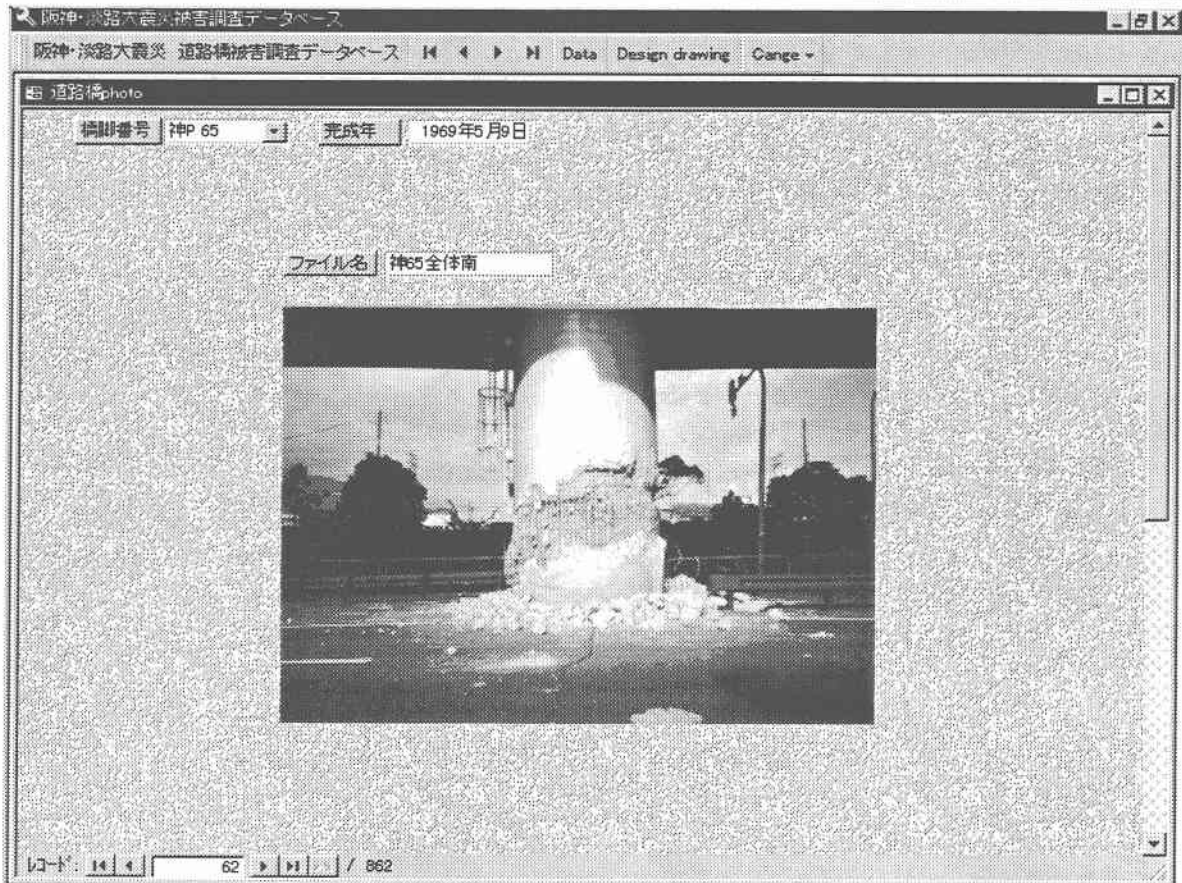 阪神・淡路大震災被害調査データベース
阪神・淡路大震災 道路橋被害調査データベース Data Design drawing Cange
道路橋photo
橋脚番号 神P 65 完成年 1969年5月9日
ファイル名 神65全体南
レコード: 62 / 862